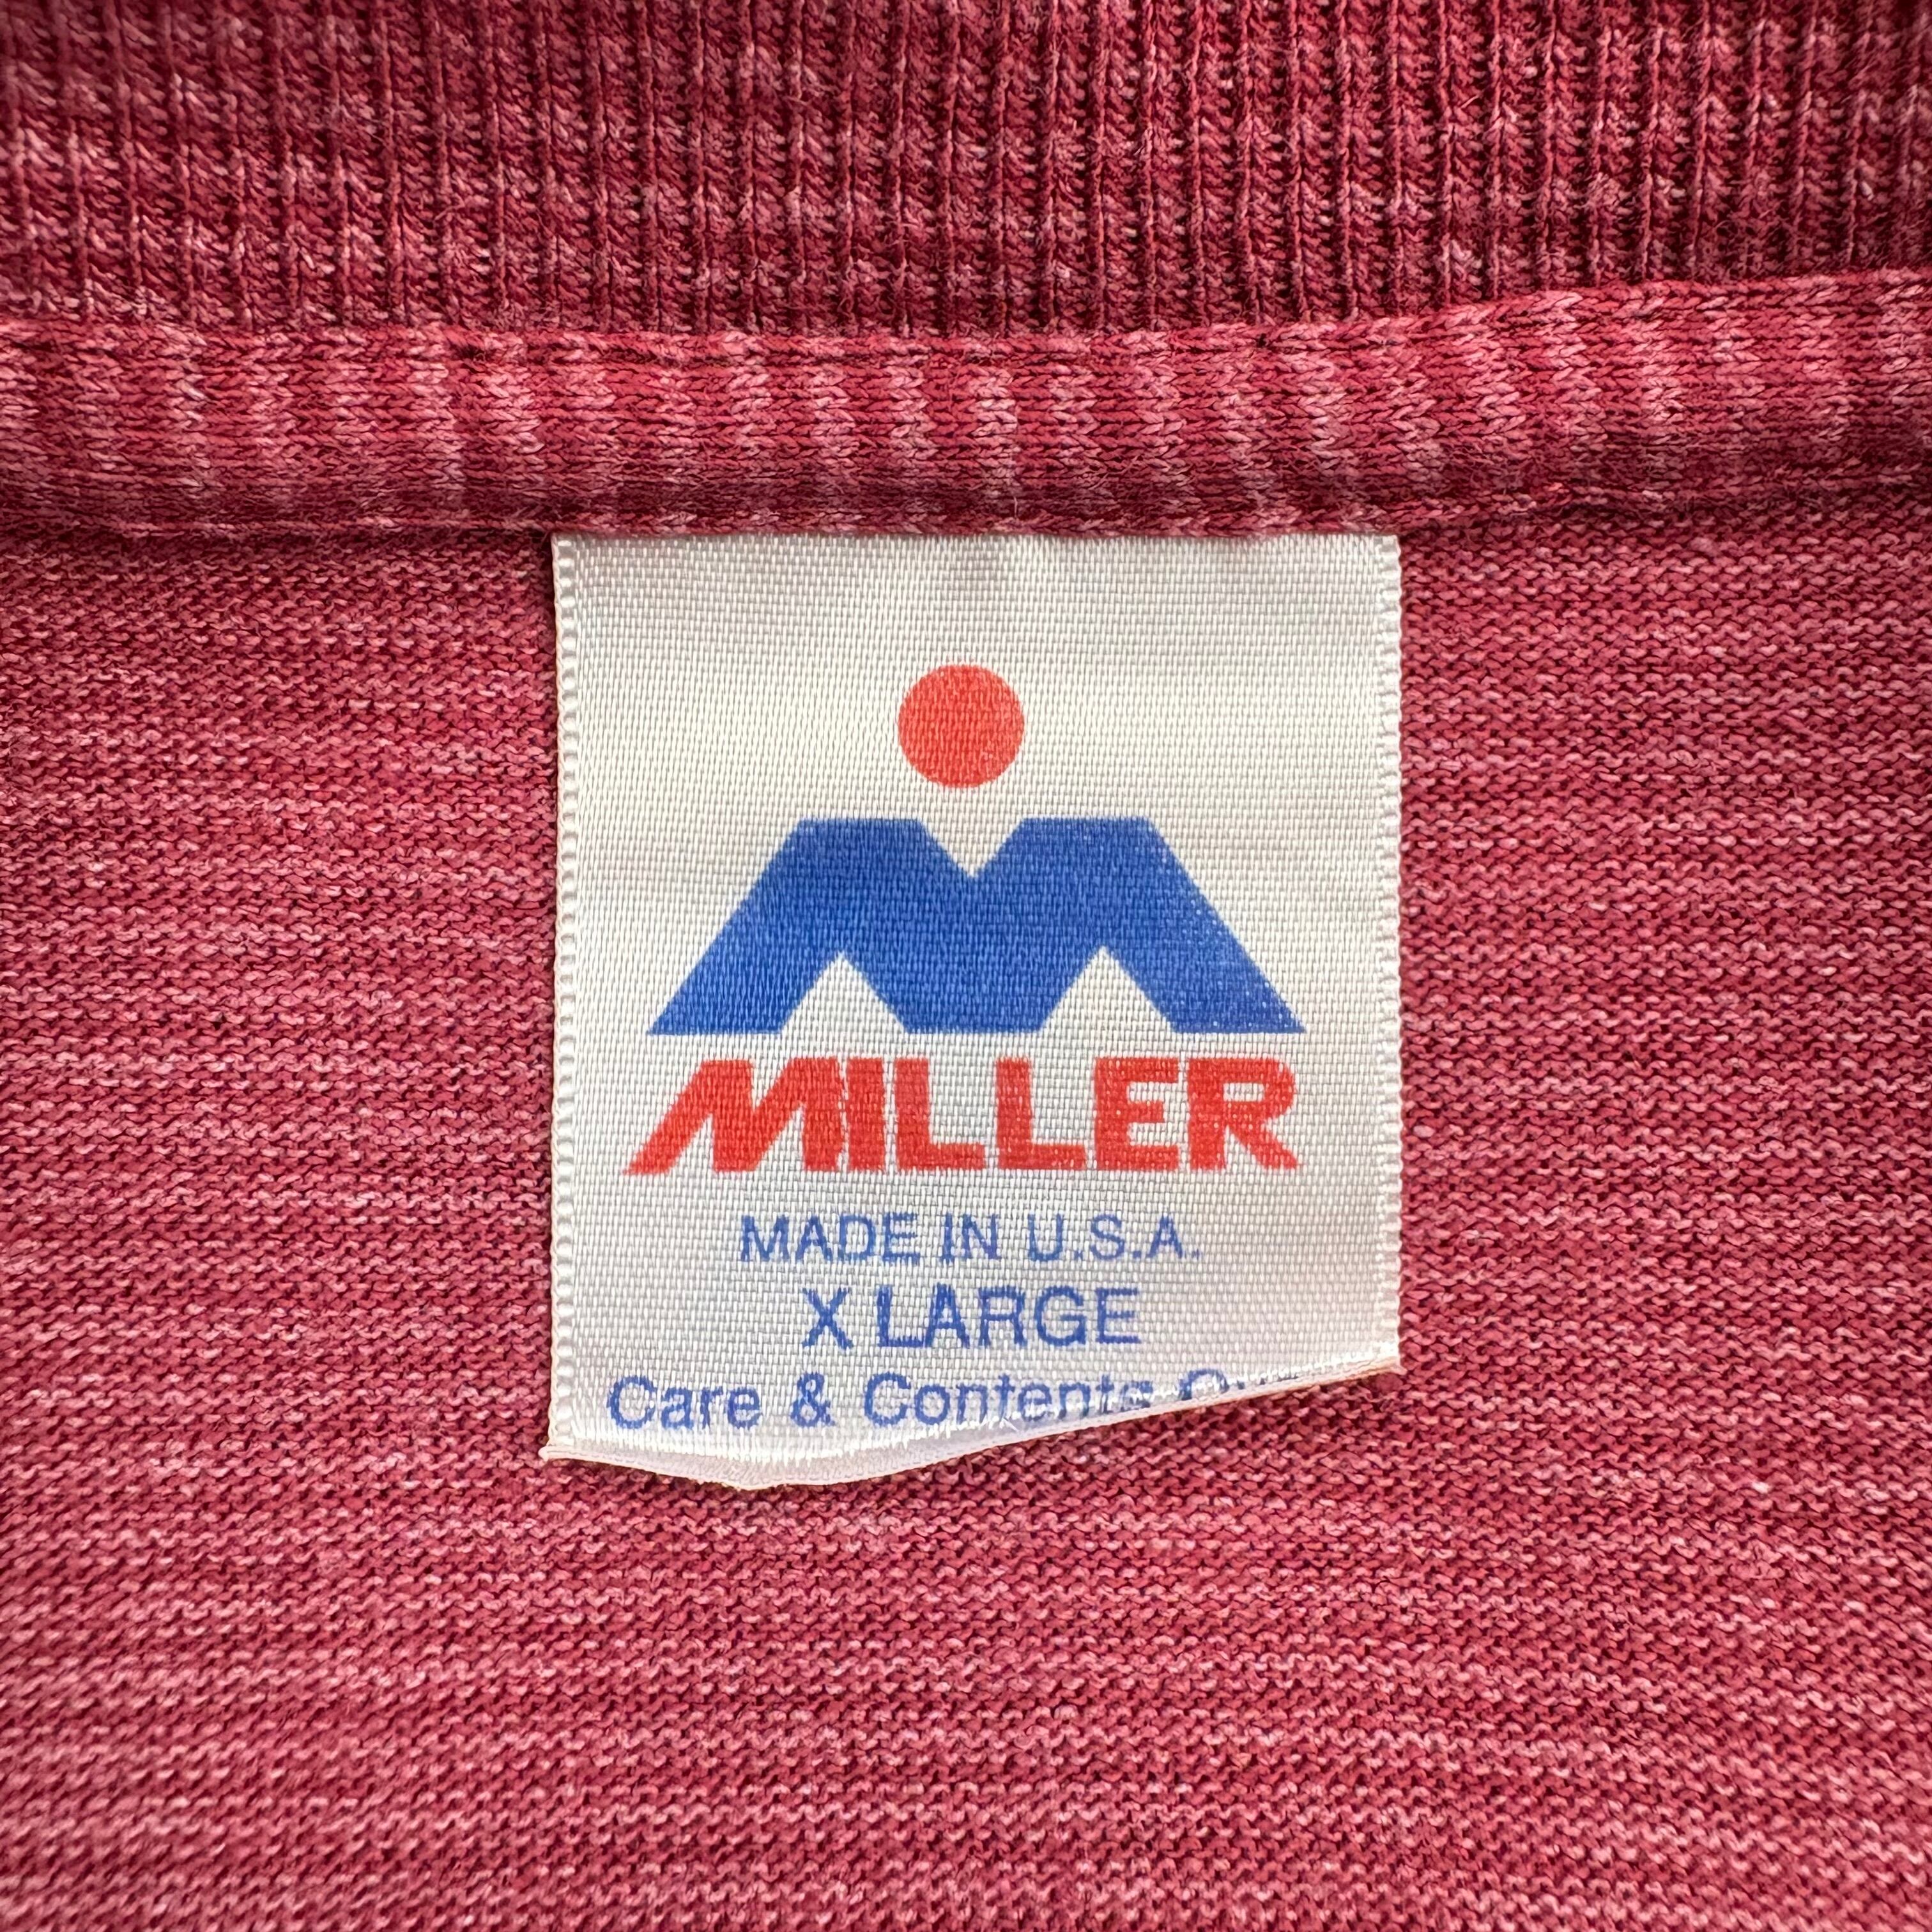 MILLER
MADE IN U.S.A.
X LARGE
Care & Contents